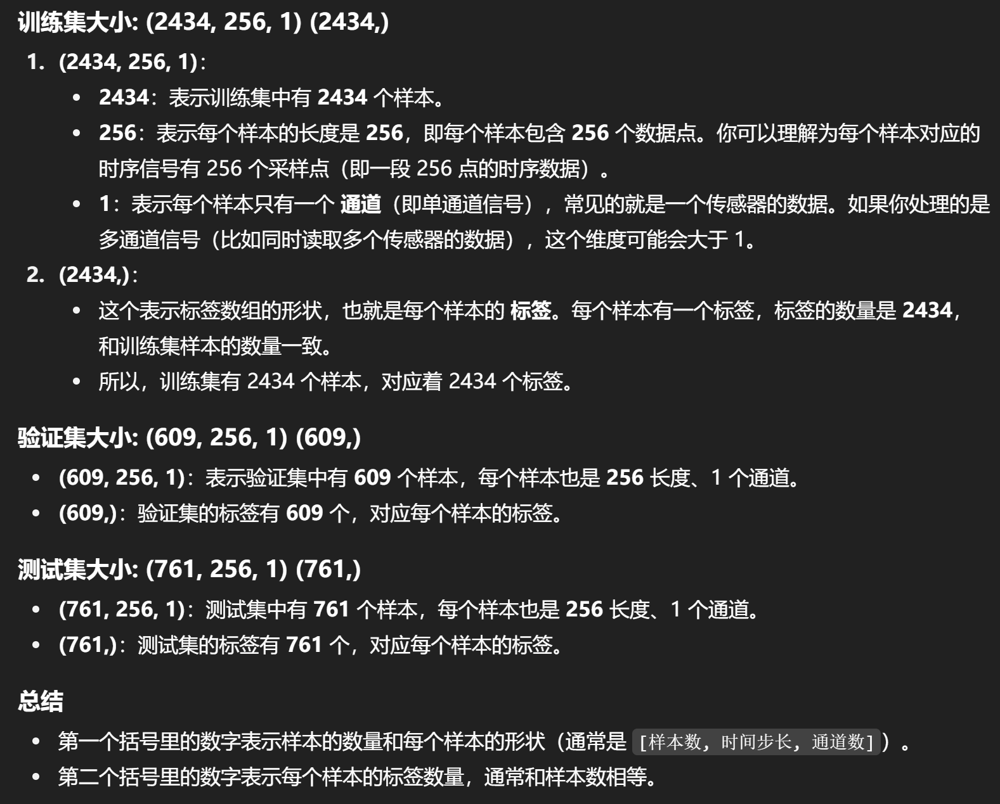 训练集大小: (2434, 256, 1) (2434,)
1. (2434, 256, 1)：
• 2434：表示训练集中有 2434 个样本。
• 256：表示每个样本的长度是 256，即每个样本包含 256 个数据点。你可以理解为每个样本对应的
时序信号有 256 个采样点（即一段 256 点的时序数据）。
• 1：表示每个样本只有一个 通道（即单通道信号），常见的就是一个传感器的数据。如果你处理的是
多通道信号（比如同时读取多个传感器的数据），这个维度可能会大于 1。
2. (2434,)：
• 这个表示标签数组的形状，也就是每个样本的 标签。每个样本有一个标签，标签的数量是 2434，
和训练集样本的数量一致。
• 所以，训练集有 2434 个样本，对应着 2434 个标签。
验证集大小: (609, 256, 1) (609,)
• (609, 256, 1)：表示验证集中有 609 个样本，每个样本也是 256 长度、1 个通道。
• (609,)：验证集的标签有 609 个，对应每个样本的标签。
测试集大小: (761, 256, 1) (761,)
• (761, 256, 1)：测试集中有 761 个样本，每个样本也是 256 长度、1 个通道。
• (761,)：测试集的标签有 761 个，对应每个样本的标签。
总结
• 第一个括号里的数字表示样本的数量和每个样本的形状（通常是 [样本数, 时间步长, 通道数]）。
• 第二个括号里的数字表示每个样本的标签数量，通常和样本数相等。